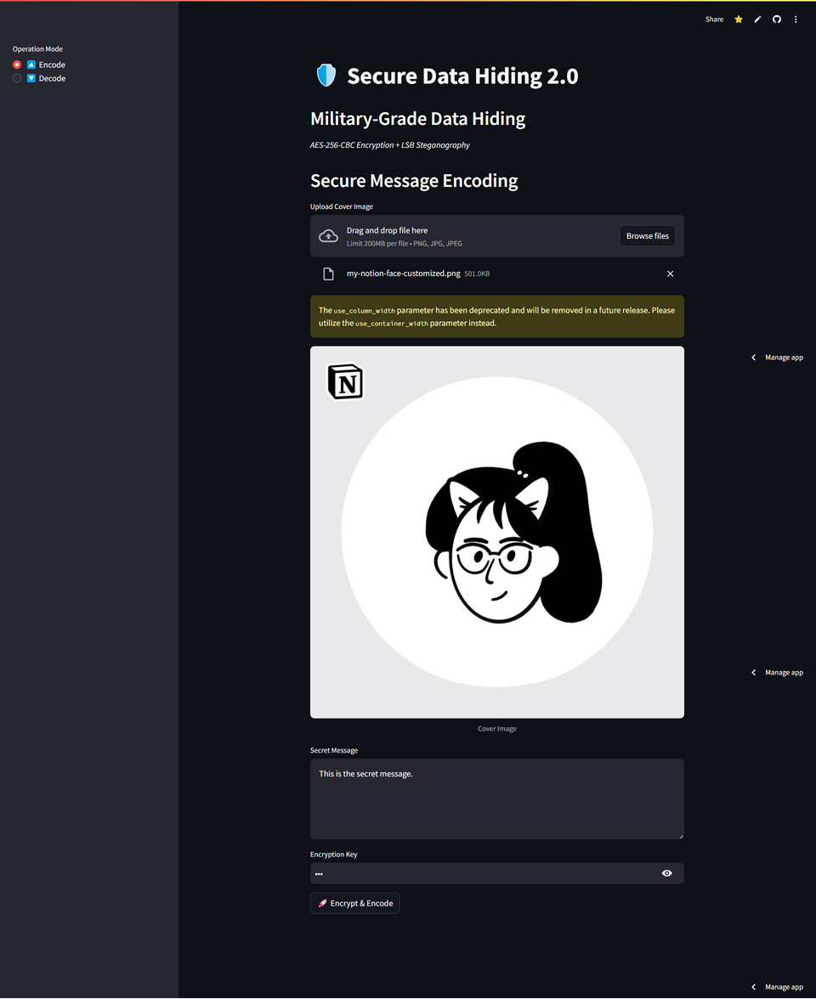 Share
Operation Mode
Encode
Decode
Secure Data Hiding 2.0
Military-Grade Data Hiding
AES-256-CBC Encryption + LSB Steganography
Secure Message Encoding
Upload Cover Image
Drag and drop file here
Limit 200MB per file • PNG, JPG, JPEG
Browse files
my-notion-face-customized.png 501.0KB
The use_column_width parameter has been deprecated and will be removed in a future release. Please
utilize the use_container_width parameter instead.
Manage app
N
Manage app
Cover Image
Secret Message
This is the secret message.
Encryption Key
•••
Encrypt & Encode
Manage app